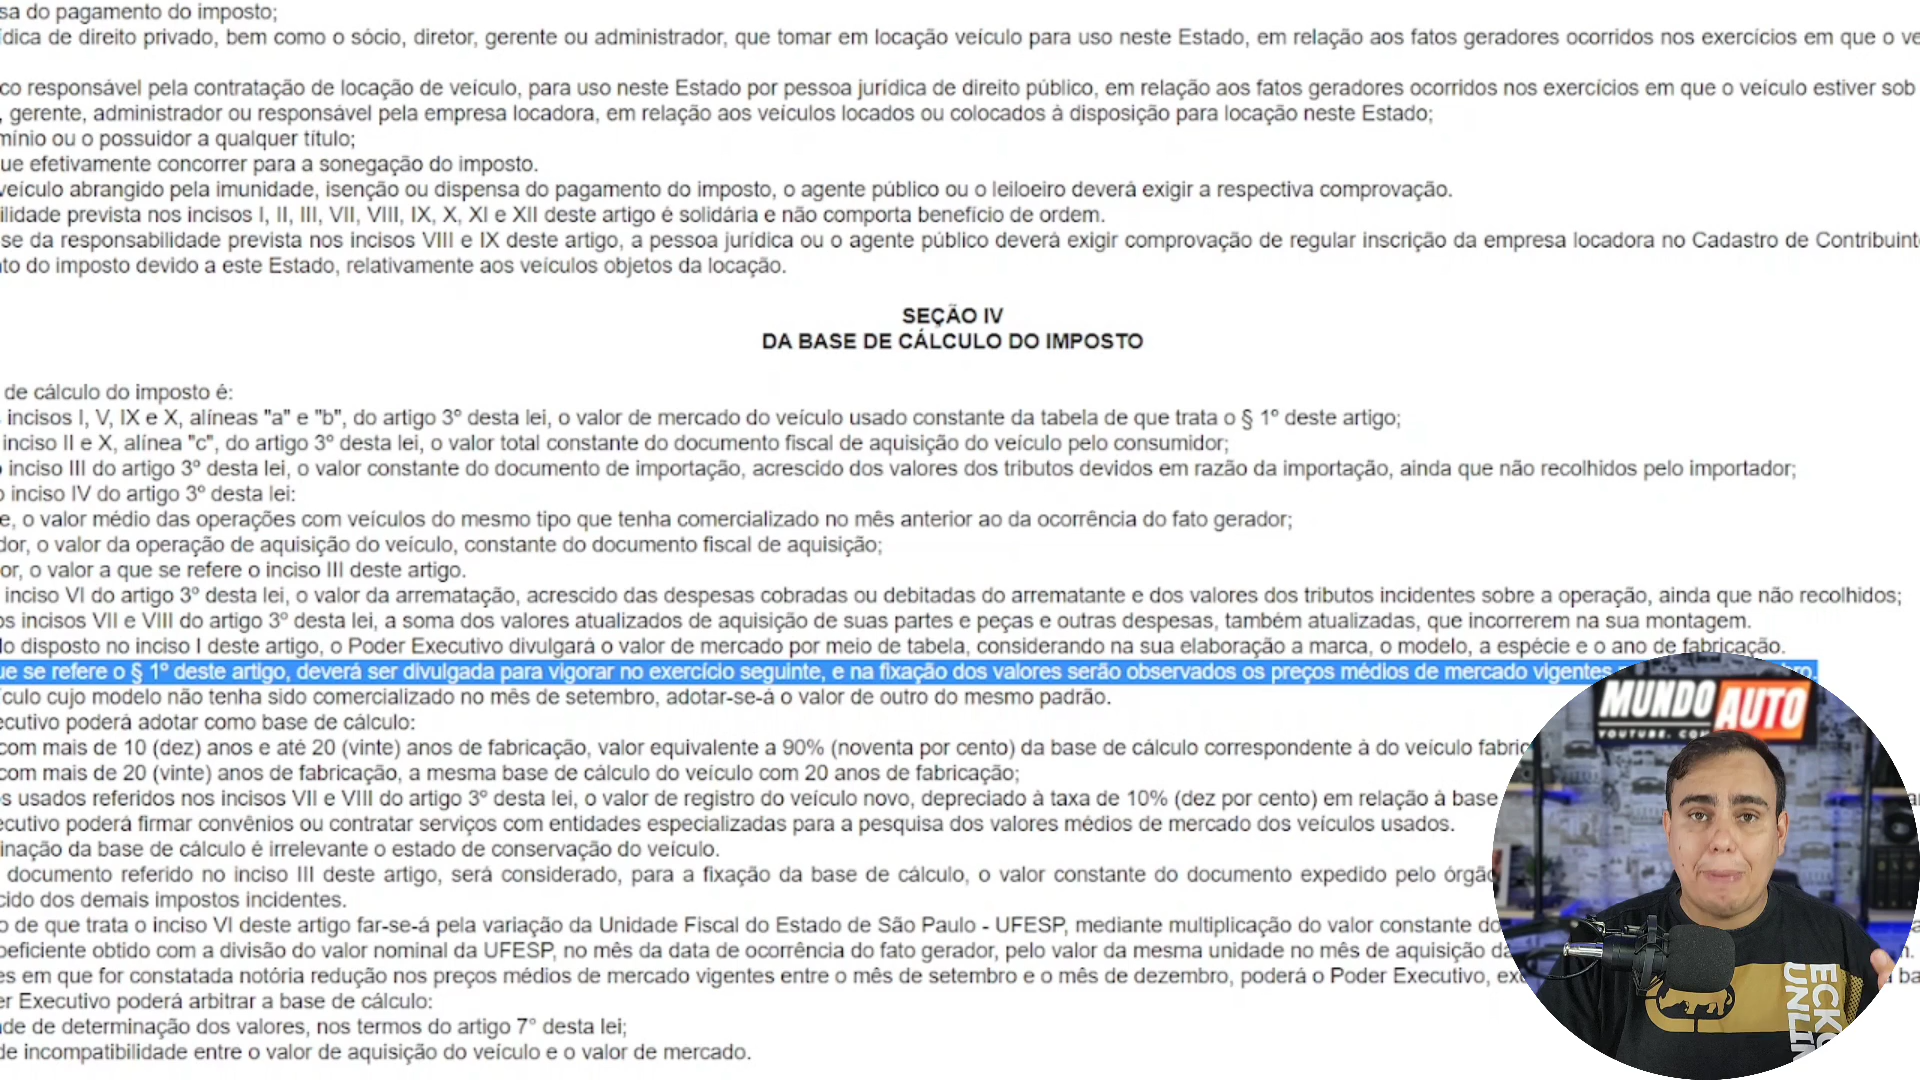 sa do pagamento do imposto;
ídica de direito privado, bem como o sócio, diretor, gerente ou administrador, que tomar em locação veículo para uso neste Estado, em relação aos fatos geradores ocorridos nos exercícios em que o ve
co responsável pela contratação de locação de veículo, para uso neste Estado por pessoa jurídica de direito público, em relação aos fatos geradores ocorridos nos exercícios em que o veículo estiver sob
, gerente, administrador ou responsável pela empresa locadora, em relação aos veículos locados ou colocados à disposição para locação neste Estado;
mínio ou o possuidor a qualquer título;
ue efetivamente concorrer para a sonegação do imposto.
veículo abrangido pela imunidade, isenção ou dispensa do pagamento do imposto, o agente público ou o leiloeiro deverá exigir a respectiva comprovação.
ilidade prevista nos incisos I, II, III, VII, VIII, IX, X, XI e XII deste artigo é solidária e não comporta benefício de ordem.
se da responsabilidade prevista nos incisos VIII e IX deste artigo, a pessoa jurídica ou o agente público deverá exigir comprovação de regular inscrição da empresa locadora no Cadastro de Contribuint
to do imposto devido a este Estado, relativamente aos veículos objetos da locação.
SEÇÃO IV
DA BASE DE CÁLCULO DO IMPOSTO
de cálculo do imposto é:
incisos I, V, IX e X, alíneas "a" e "b", do artigo 3º desta lei, o valor de mercado do veículo usado constante da tabela de que trata o § 1º deste artigo;
inciso II e X, alínea "c", do artigo 3º desta lei, o valor total constante do documento fiscal de aquisição do veículo pelo consumidor;
o inciso III do artigo 3º desta lei, o valor constante do documento de importação, acrescido dos valores dos tributos devidos em razão da importação, ainda que não recolhidos pelo importador;
o inciso IV do artigo 3º desta lei:
e, o valor médio das operações com veículos do mesmo tipo que tenha comercializado no mês anterior ao da ocorrência do fato gerador;
dor, o valor da operação de aquisição do veículo, constante do documento fiscal de aquisição;
or, o valor a que se refere o inciso III deste artigo.
inciso VI do artigo 3º desta lei, o valor da arrematação, acrescido das despesas cobradas ou debitadas do arrematante e dos valores dos tributos incidentes sobre a operação, ainda que não recolhidos;
os incisos VII e VIII do artigo 3º desta lei, a soma dos valores atualizados de aquisição de suas partes e peças e outras despesas, também atualizadas, que incorrerem na sua montagem.
do disposto no inciso I deste artigo, o Poder Executivo divulgará o valor de mercado por meio de tabela, considerando na sua elaboração a marca, o modelo, a espécie e o ano de fabricação.
ue se refere o § 1º deste artigo, deverá ser divulgada para vigorar no exercício seguinte, e na fixação dos valores serão observados os preços médios de mercado vigentes
ículo cujo modelo não tenha sido comercializado no mês de setembro, adotar-se-á o valor de outro do mesmo padrão.
ecutivo poderá adotar como base de cálculo:
com mais de 10 (dez) anos e até 20 (vinte) anos de fabricação, valor equivalente a 90% (noventa por cento) da base de cálculo correspondente à do veículo fabric
com mais de 20 (vinte) anos de fabricação, a mesma base de cálculo do veículo com 20 anos de fabricação;
s usados referidos nos incisos VII e VIII do artigo 3º desta lei, o valor de registro do veículo novo, depreciado à taxa de 10% (dez por cento) em relação à base
ecutivo poderá firmar convênios ou contratar serviços com entidades especializadas para a pesquisa dos valores médios de mercado dos veículos usados.
inação da base de cálculo é irrelevante o estado de conservação do veículo.
documento referido no inciso III deste artigo, será considerado, para a fixação da base de cálculo, o valor constante do documento expedido pelo órgão
cido dos demais impostos incidentes.
o de que trata o inciso VI deste artigo far-se-á pela variação da Unidade Fiscal do Estado de São Paulo - UFESP, mediante multiplicação do valor constante do
oeficiente obtido com a divisão do valor nominal da UFESP, no mês da data de ocorrência do fato gerador, pelo valor da mesma unidade no mês de aquisição da
es em que for constatada notória redução nos preços médios de mercado vigentes entre o mês de setembro e o mês de dezembro, poderá o Poder Executivo, exc
er Executivo poderá arbitrar a base de cálculo:
de de determinação dos valores, nos termos do artigo 7° desta lei;
de incompatibilidade entre o valor de aquisição do veículo e o valor de mercado.
MUNDO AUTO
YOUTUBE. CO
ECKO
UNLI